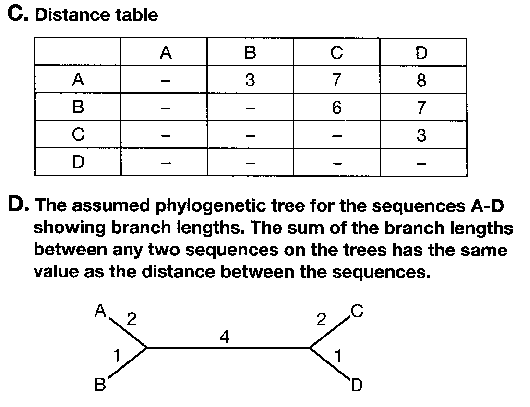 C. Distance table
A B C D
A – 3 7 8
B – – 6 7
C – – – 3
D – – – –
D. The assumed phylogenetic tree for the sequences A-D
showing branch lengths. The sum of the branch lengths
between any two sequences on the trees has the same
value as the distance between the sequences.
A 2 2 C
4
1 1
B D